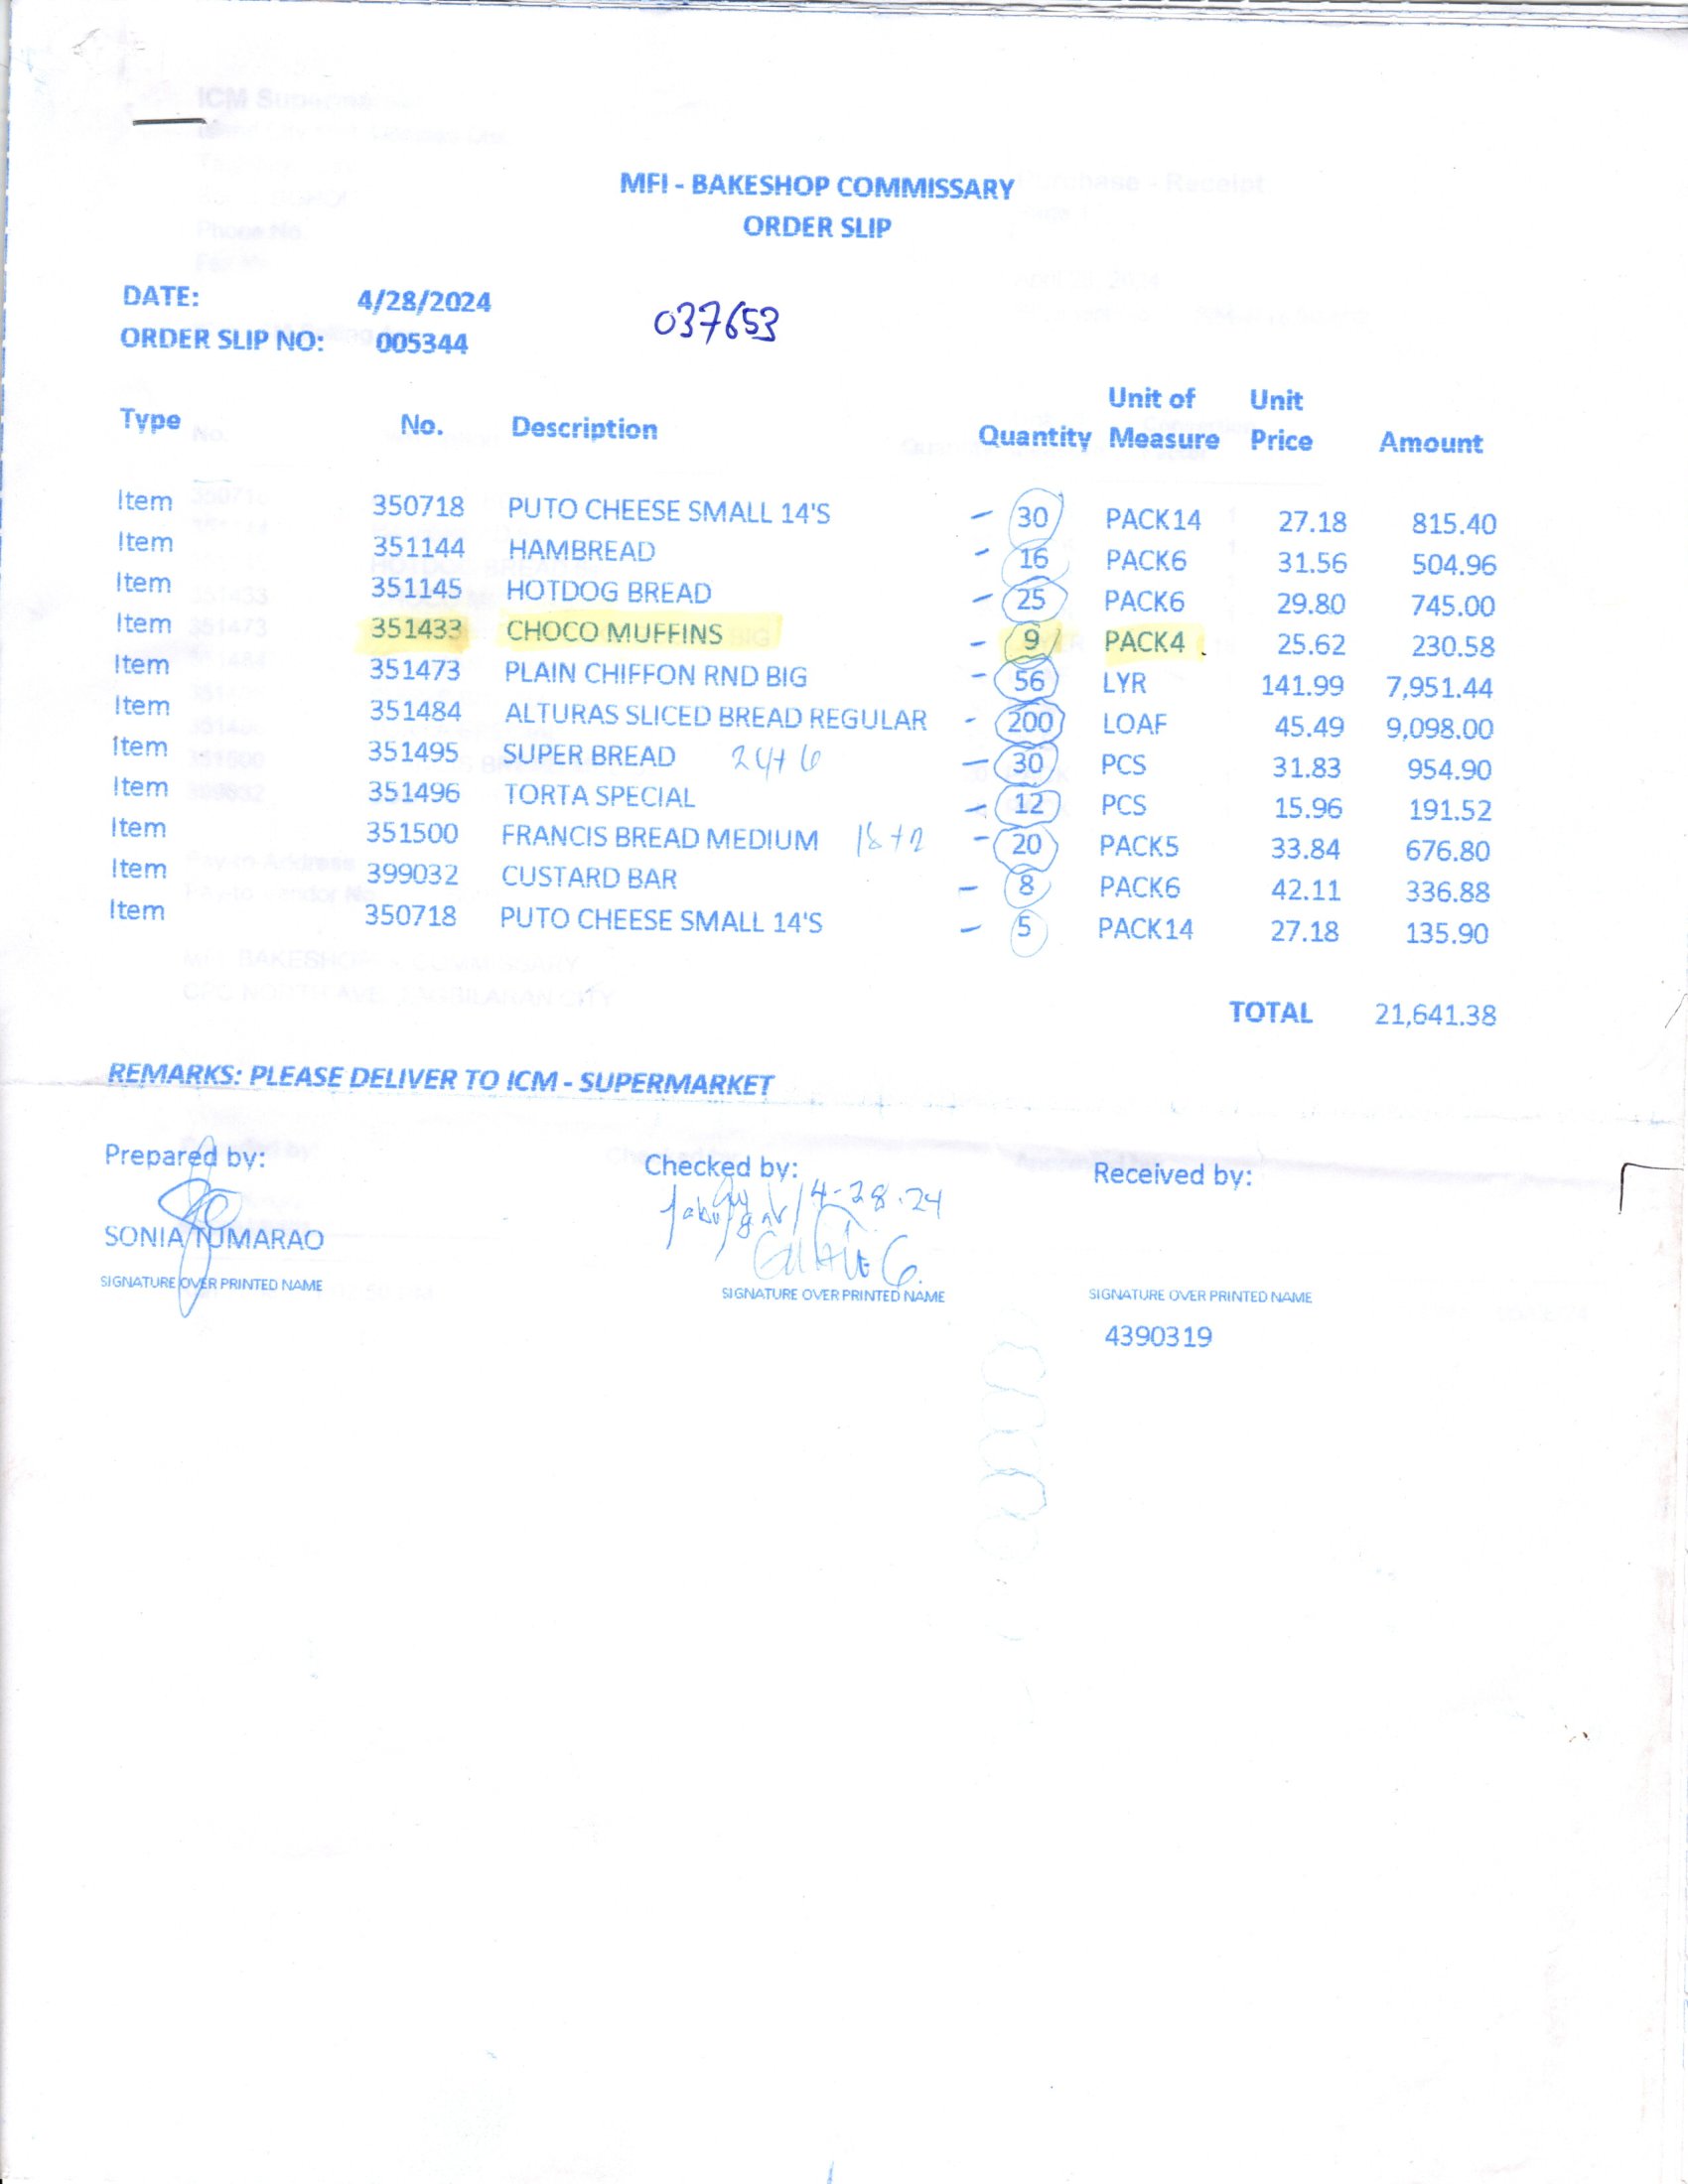 MFI - BAKESHOP COMMISSARY
ORDER SLIP
DATE: 4/28/2024 037653
ORDER SLIP NO: 005344
Type No. Description Quantity Unit of Measure Unit Price Amount
Item 350718 PUTO CHEESE SMALL 14'S - 30 PACK14 27.18 815.40
Item 351144 HAMBREAD - 16 PACK6 31.56 504.96
Item 351145 HOTDOG BREAD - 25 PACK6 29.80 745.00
Item 351433 CHOCO MUFFINS - 9 PACK4 25.62 230.58
Item 351473 PLAIN CHIFFON RND BIG - 56 LYR 141.99 7,951.44
Item 351484 ALTURAS SLICED BREAD REGULAR - 200 LOAF 45.49 9,098.00
Item 351495 SUPER BREAD 24+6 - 30 PCS 31.83 954.90
Item 351496 TORTA SPECIAL - 12 PCS 15.96 191.52
Item 351500 FRANCIS BREAD MEDIUM 18+2 - 20 PACK5 33.84 676.80
Item 399032 CUSTARD BAR - 8 PACK6 42.11 336.88
Item 350718 PUTO CHEESE SMALL 14'S - 5 PACK14 27.18 135.90
TOTAL 21,641.38
REMARKS: PLEASE DELIVER TO ICM - SUPERMARKET
Prepared by: Checked by: Received by:
4-28-24
SONIA TUMARAO
SIGNATURE OVER PRINTED NAME SIGNATURE OVER PRINTED NAME SIGNATURE OVER PRINTED NAME
4390319